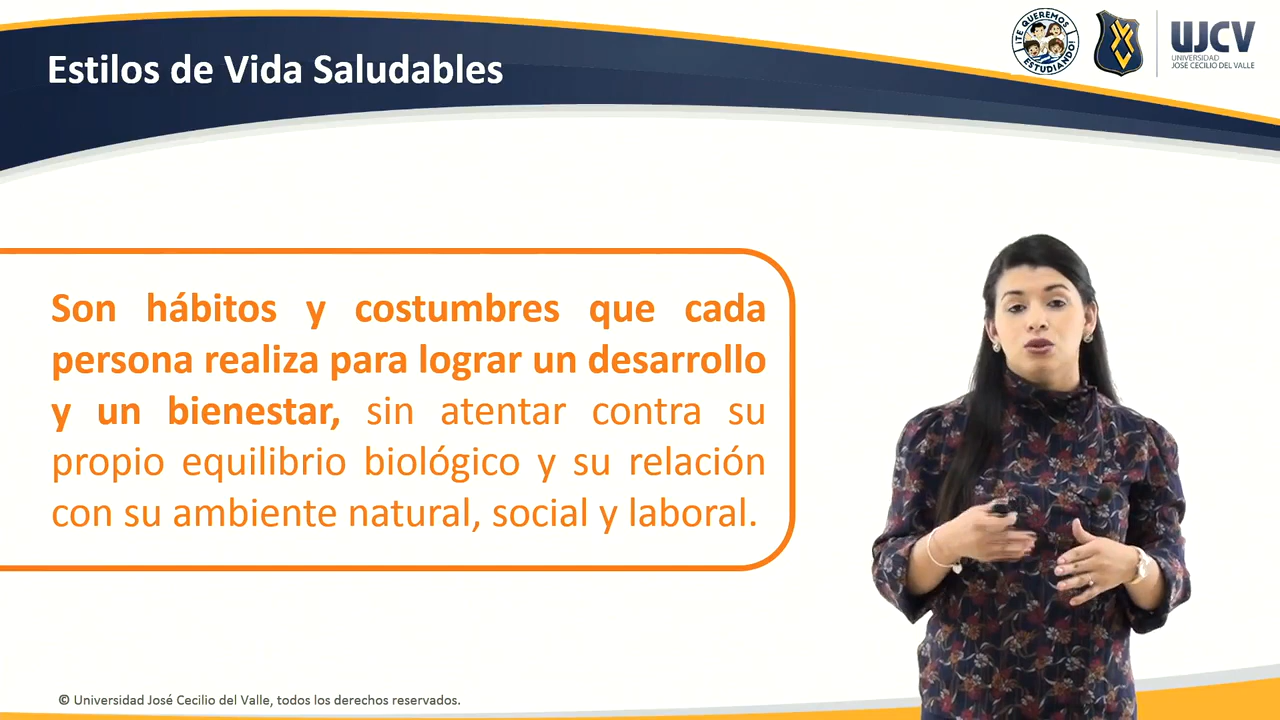 Estilos de Vida Saludables
¡TE QUEREMOS ESTUDIANDO!
UJCV
UNIVERSIDAD
JOSÉ CECILIO DEL VALLE
Son hábitos y costumbres que cada
persona realiza para lograr un desarrollo
y un bienestar, sin atentar contra su
propio equilibrio biológico y su relación
con su ambiente natural, social y laboral.
© Universidad José Cecilio del Valle, todos los derechos reservados.